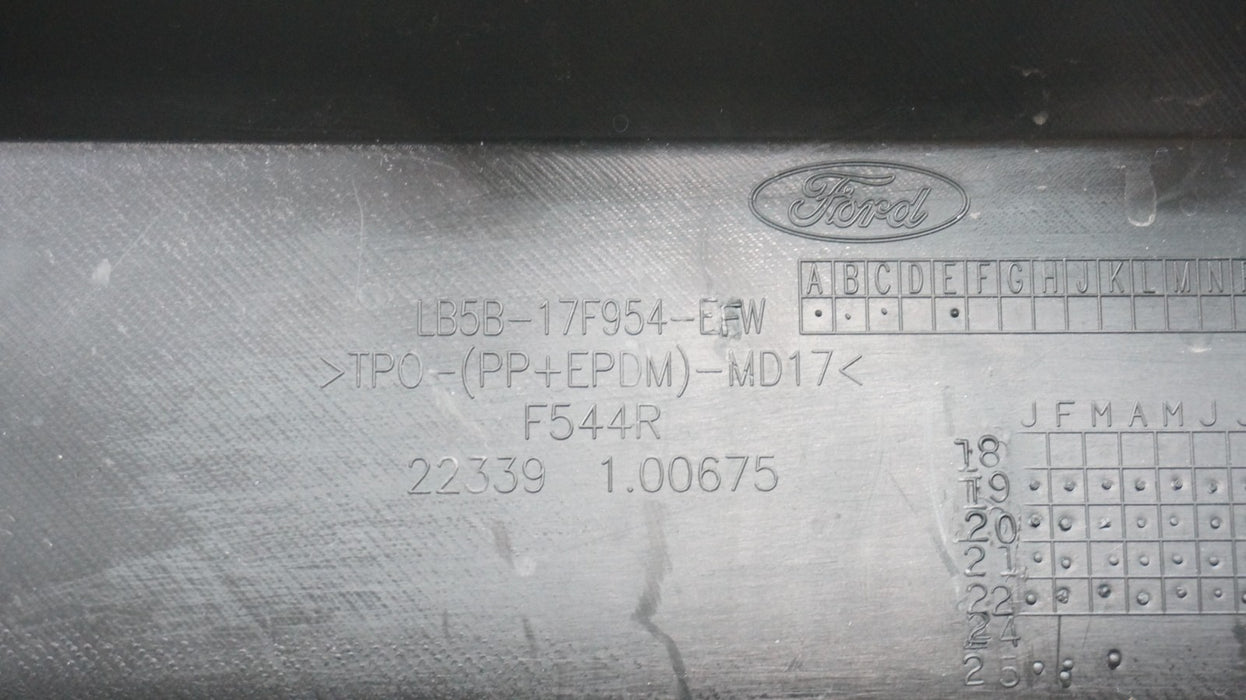 Ford
A B C D E F G H J K L M N
LB5B-17F954-EFW
>TPO-(PP+EPDM)-MD17<
F544R
22339 1.00675
J F M A M J J
18
19
20
21
22
24
25